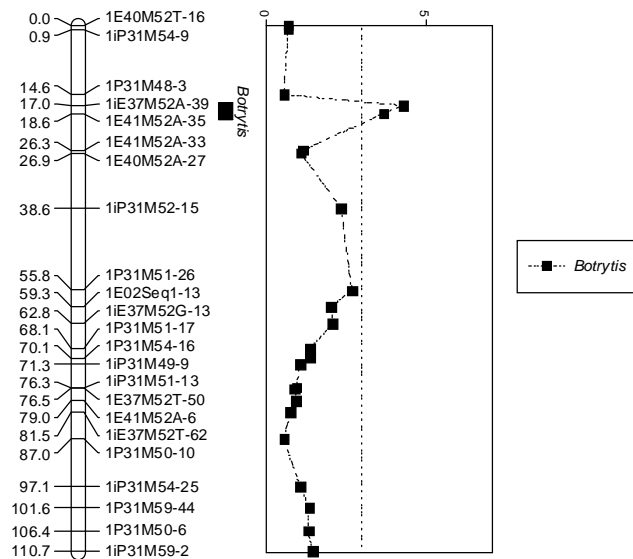 0 5
0.0 1E40M52T-16
0.9 1iP31M54-9
14.6 1P31M48-3
17.0 1iE37M52A-39
18.6 1E41M52A-35
26.3 1E41M52A-33
26.9 1E40M52A-27
38.6 1iP31M52-15
55.8 1P31M51-26
59.3 1E02Seq1-13
62.8 1iE37M52G-13
68.1 1P31M51-17
70.1 1P31M54-16
71.3 1iP31M49-9
76.3 1iP31M51-13
76.5 1E37M52T-50
79.0 1E41M52A-6
81.5 1iE37M52T-62
87.0 1P31M50-10
97.1 1iP31M54-25
101.6 1P31M59-44
106.4 1P31M50-6
110.7 1iP31M59-2
Botrytis
Botrytis